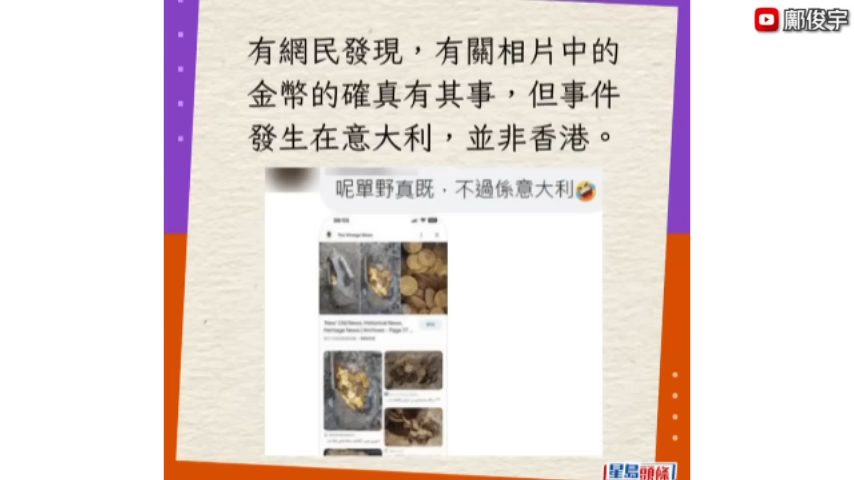 鄺俊宇
有網民發現，有關相片中的
金幣的確真有其事，但事件
發生在意大利，並非香港。
呢單野真既，不過係意大利🤣
星島頭條